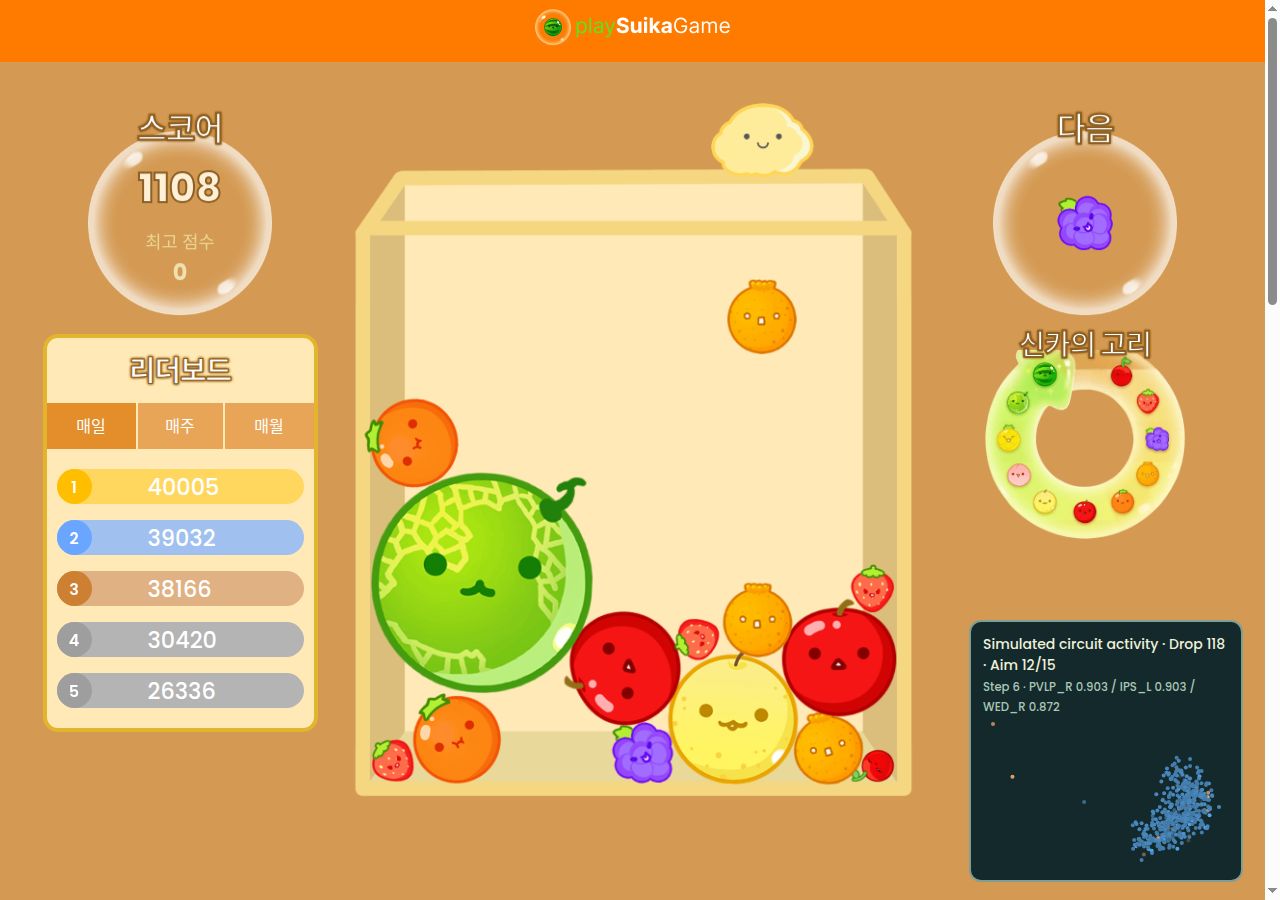 playSuikaGame
스코어
1108
최고 점수
0
다음
신카의 고리
리더보드
매일 매주 매월
1 40005
2 39032
3 38166
4 30420
5 26336
Simulated circuit activity · Drop 118
· Aim 12/15
Step 6 · PVLP_R 0.903 / IPS_L 0.903 /
WED_R 0.872